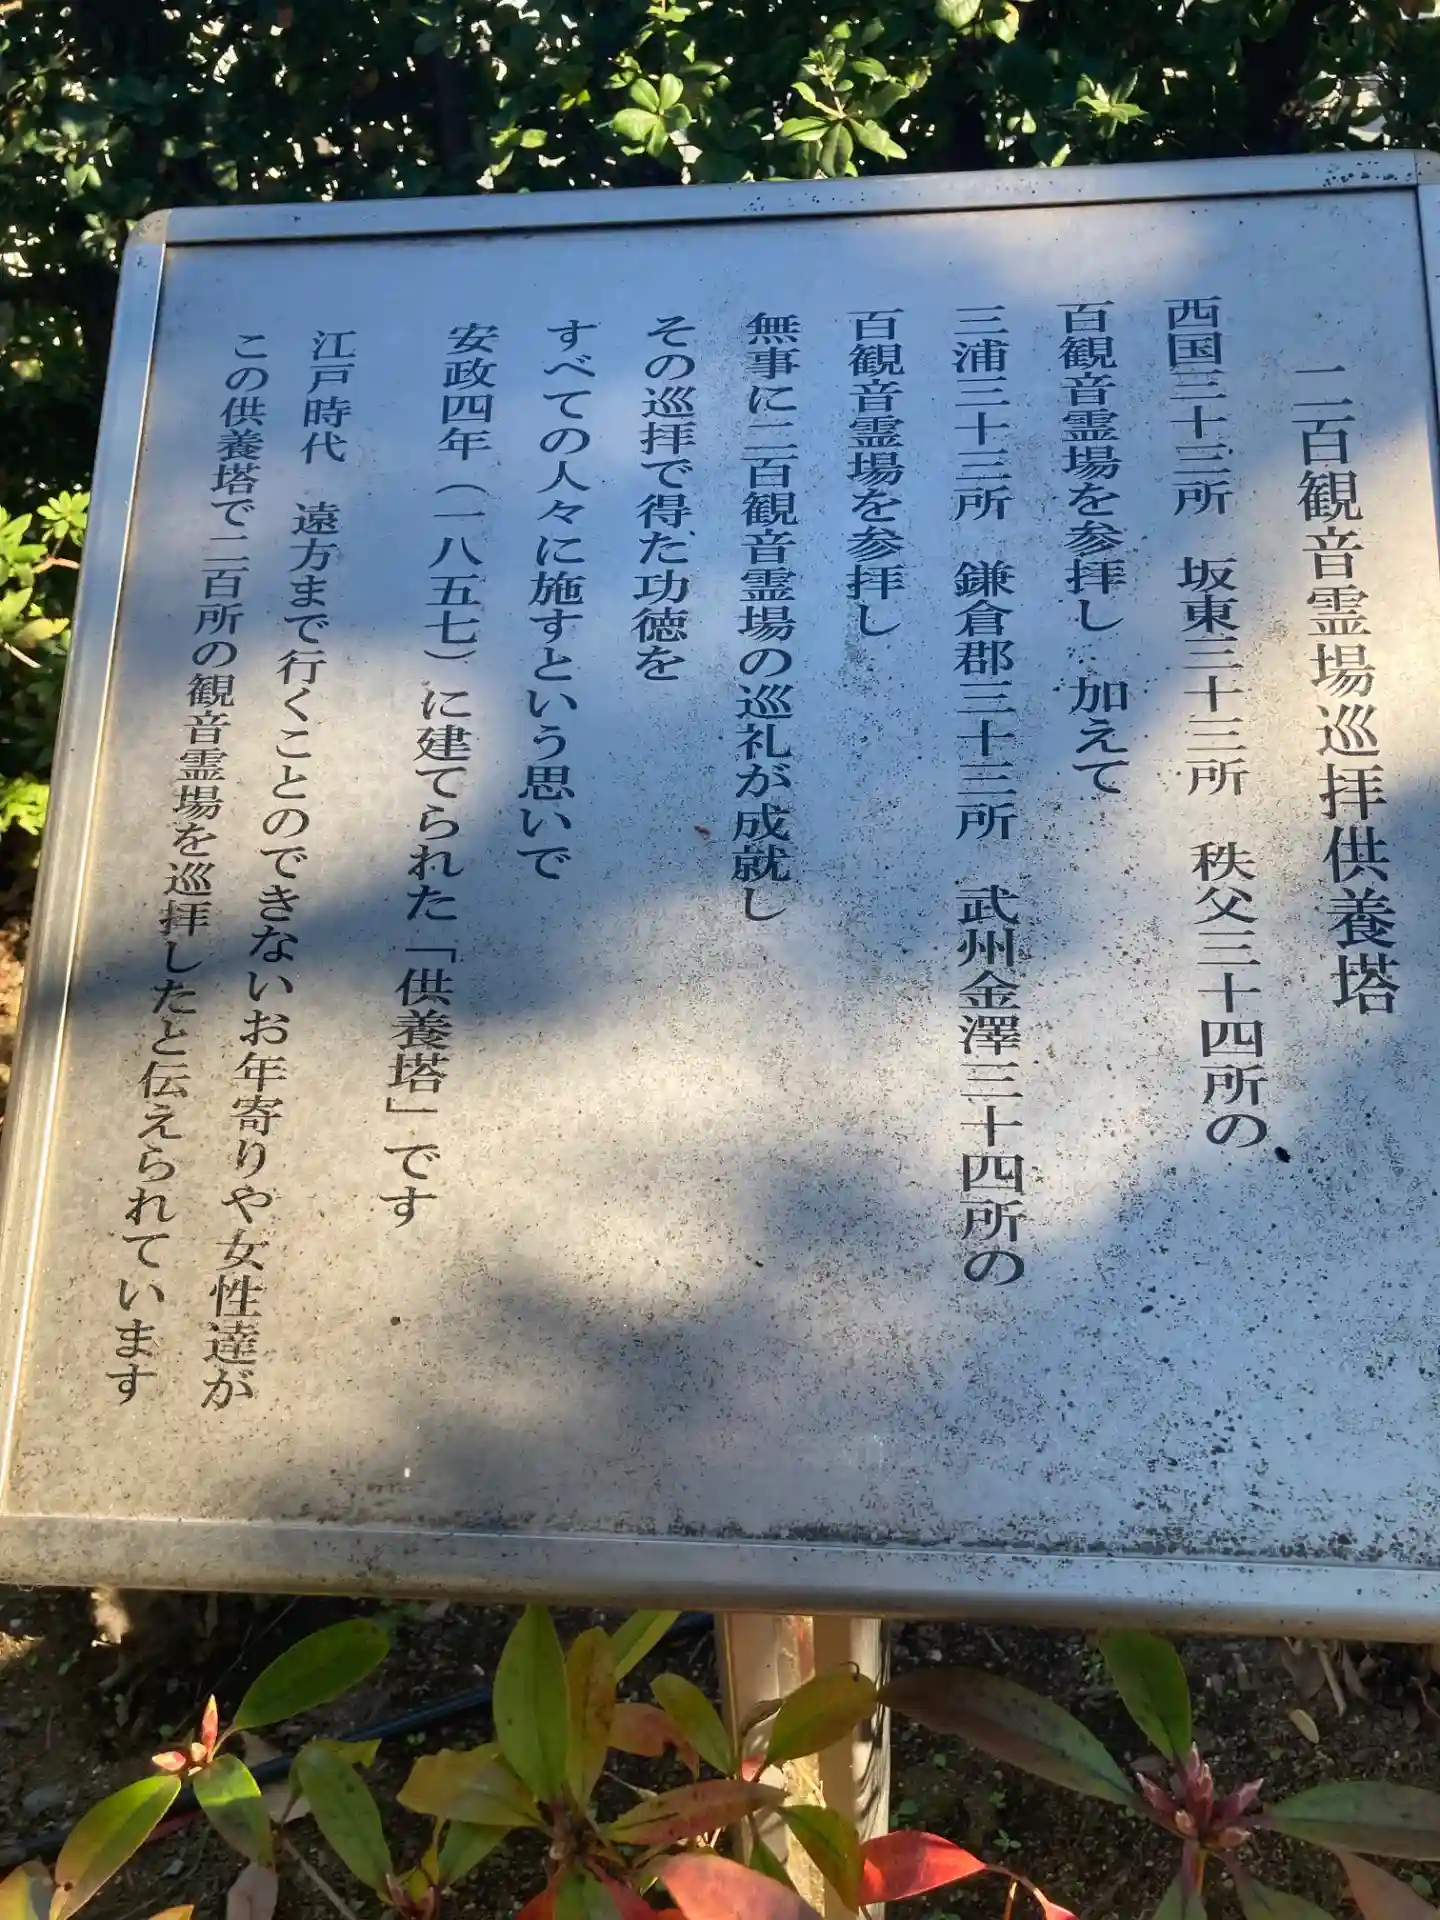 二百観音霊場巡拝供養塔
西国三十三所　坂東三十三所　秩父三十四所の
百観音霊場を参拝し　加えて
三浦三十三所　鎌倉郡三十三所　武州金澤三十四所の
百観音霊場を参拝し
無事に二百観音霊場の巡礼が成就し
その巡拝で得た功徳を
すべての人々に施すという思いで
安政四年（一八五七）に建てられた「供養塔」です
江戸時代　遠方まで行くことのできないお年寄りや女性達が
この供養塔で二百所の観音霊場を巡拝したと伝えられています